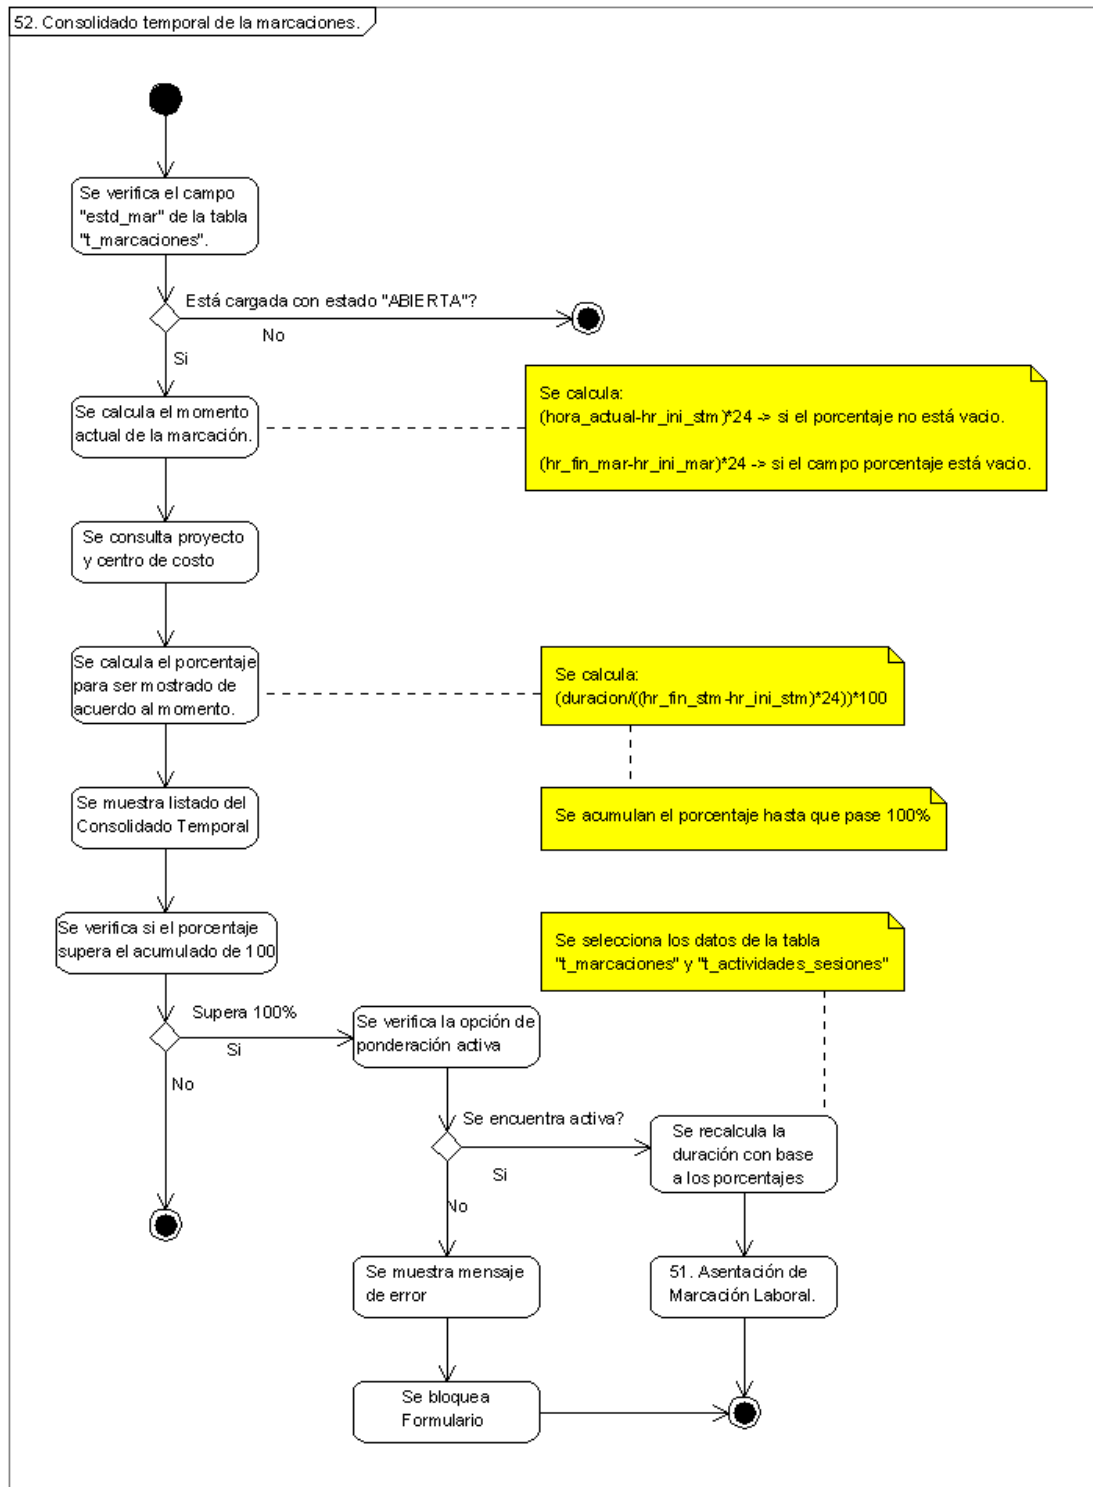 52. Consolidado temporal de la marcaciones.
Se verifica el campo
"estd_mar" de la tabla
"t_marcaciones".
Está cargada con estado "ABIERTA"?
No
Si
Se calcula el momento
actual de la marcación.
Se calcula:
(hora_actual-hr_ini_stm)*24 -> si el porcentaje no está vacio.
(hr_fin_mar-hr_ini_mar)*24 -> si el campo porcentaje está vacio.
Se consulta proyecto
y centro de costo
Se calcula el porcentaje
para ser mostrado de
acuerdo al momento.
Se calcula:
(duracion/((hr_fin_stm-hr_ini_stm)*24))*100
Se muestra listado del
Consolidado Temporal
Se acumulan el porcentaje hasta que pase 100%
Se verifica si el porcentaje
supera el acumulado de 100
Se selecciona los datos de la tabla
"t_marcaciones" y "t_actividades_sesiones"
Supera 100%
Si
No
Se verifica la opción de
ponderación activa
Se encuentra activa?
Si
No
Se recalcula la
duración con base
a los porcentajes
Se muestra mensaje
de error
51. Asentación de
Marcación Laboral.
Se bloquea
Formulario